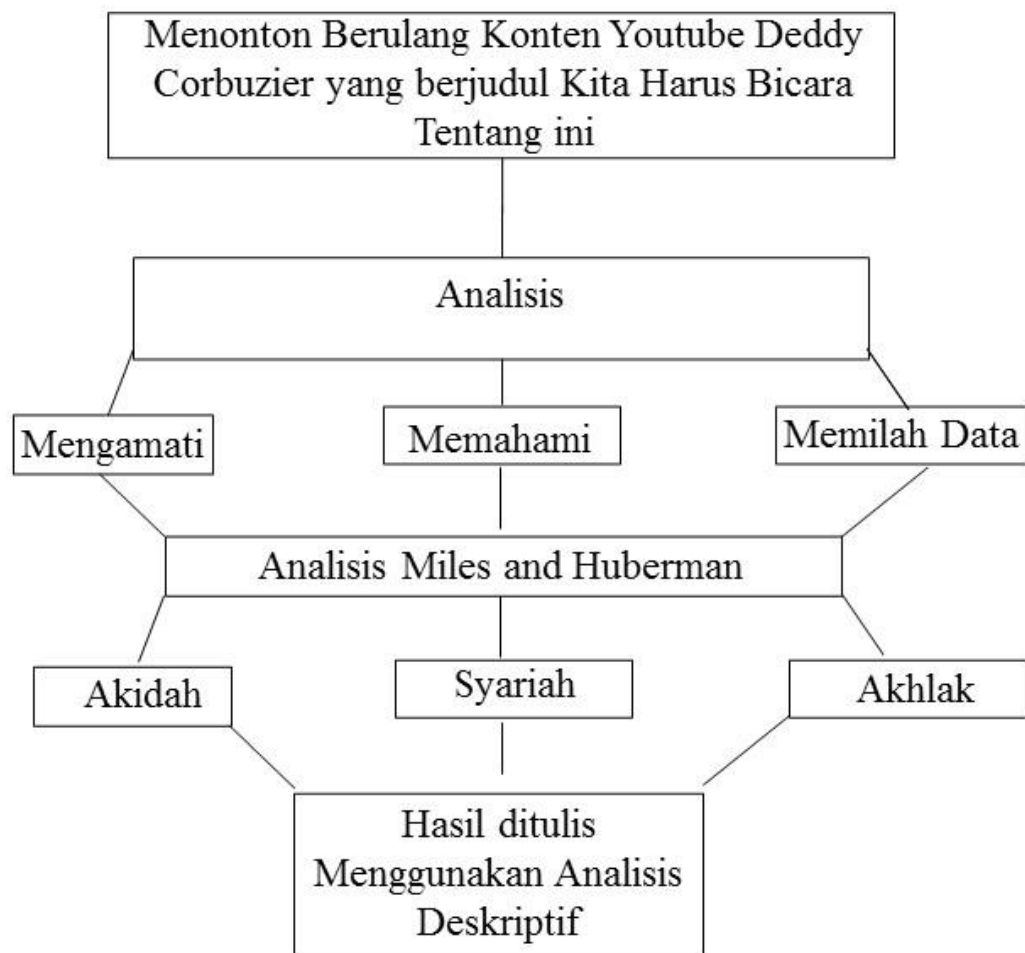 Menonton Berulang Konten Youtube Deddy
Corbuzier yang berjudul Kita Harus Bicara
Tentang ini
Analisis
Mengamati
Memahami
Memilah Data
Analisis Miles and Huberman
Akidah
Syariah
Akhlak
Hasil ditulis
Menggunakan Analisis
Deskriptif